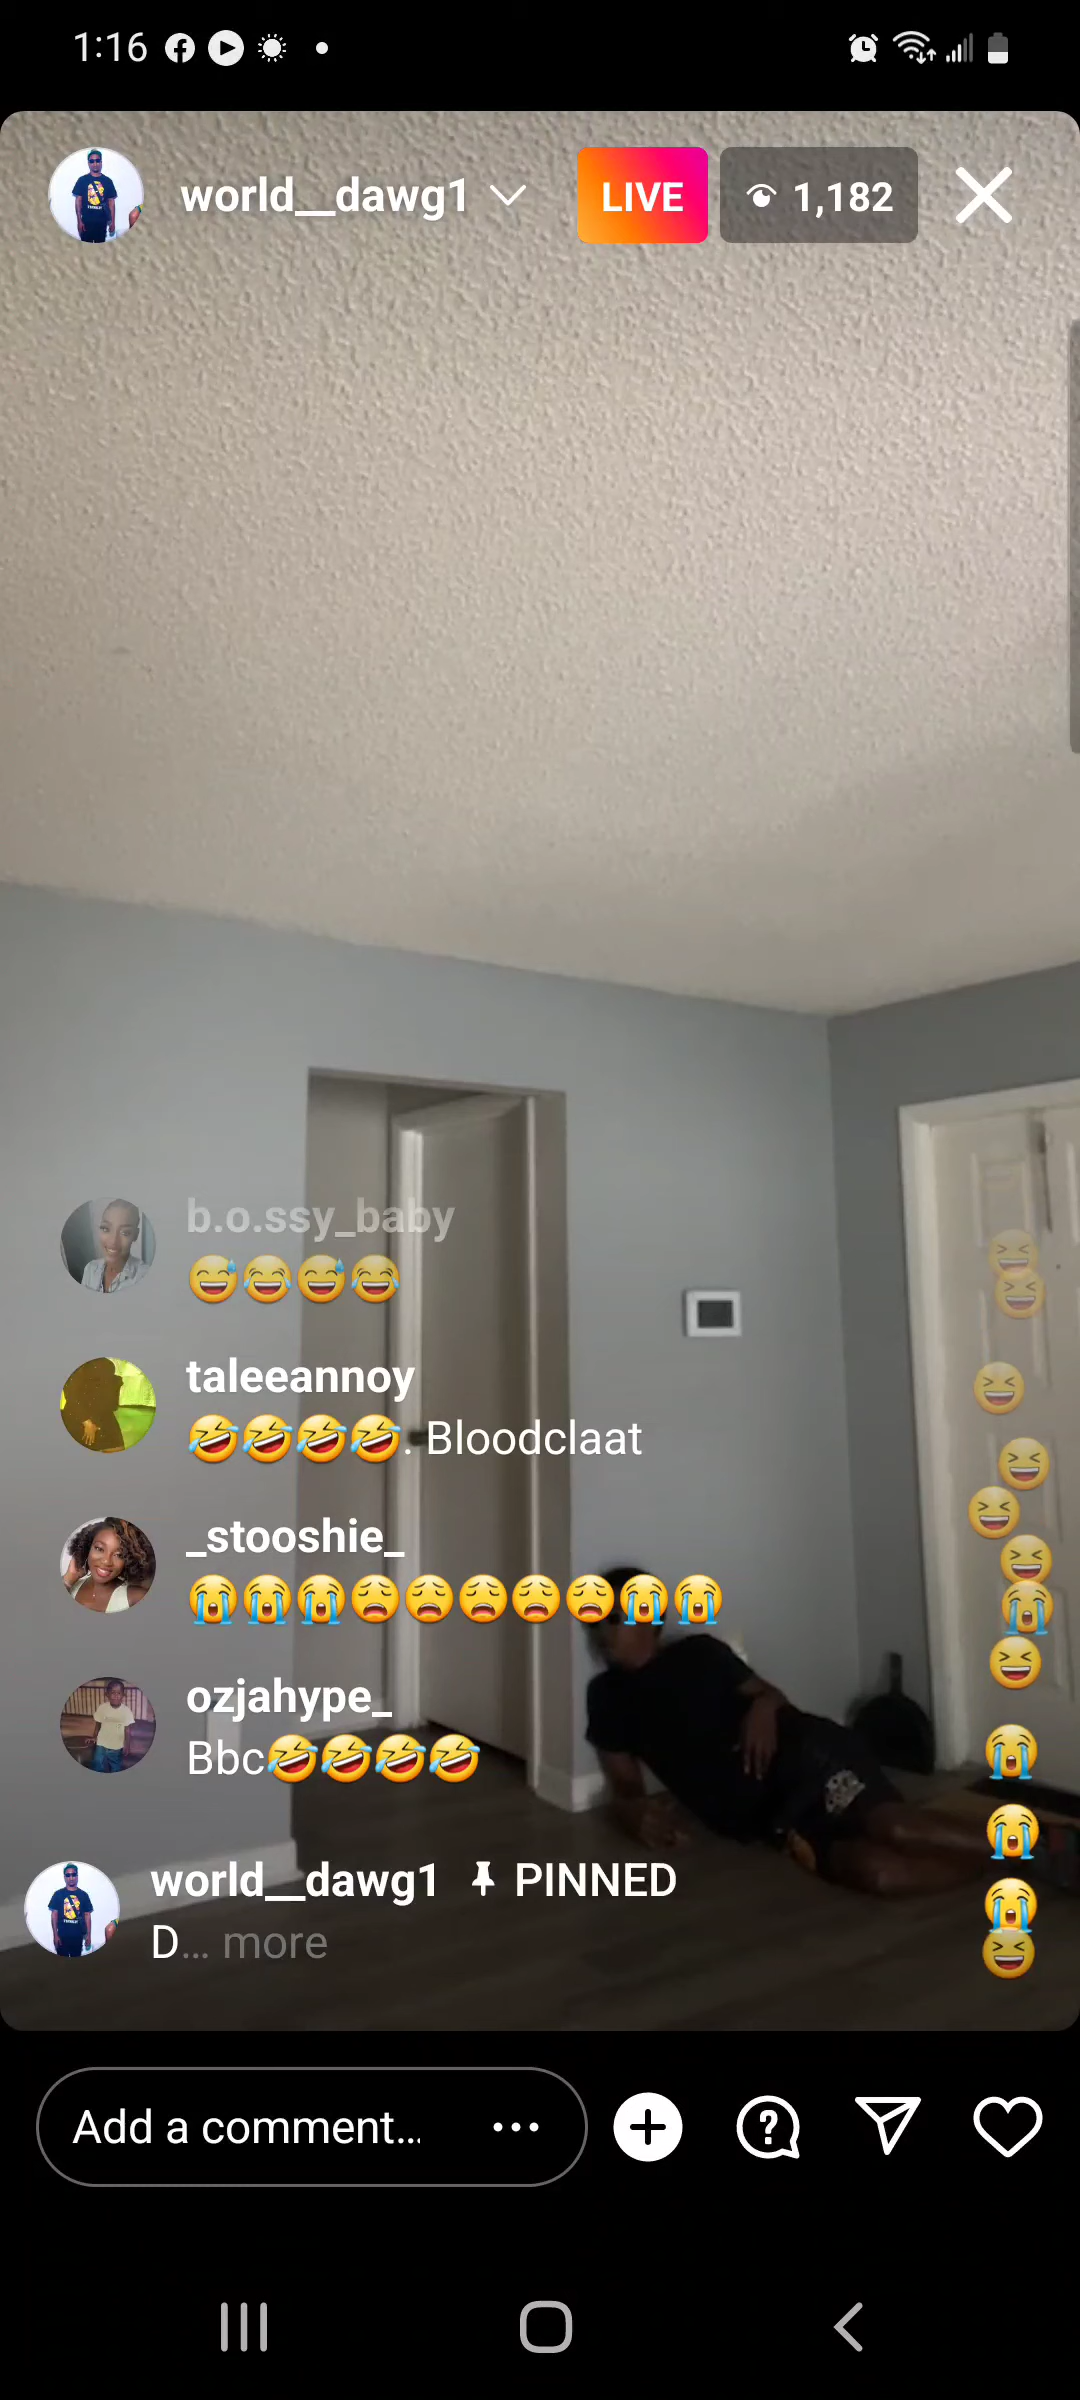 1:16
world__dawg1
LIVE
1,182
b.o.ssy_baby
😅😂😅😂
taleeannoy
🤣🤣🤣🤣. Bloodclaat
_stooshie_
😭😭😭😩😩😩😩😩😭😭
ozjahype_
Bbc🤣🤣🤣🤣
world__dawg1 PINNED
D... more
Add a comment...